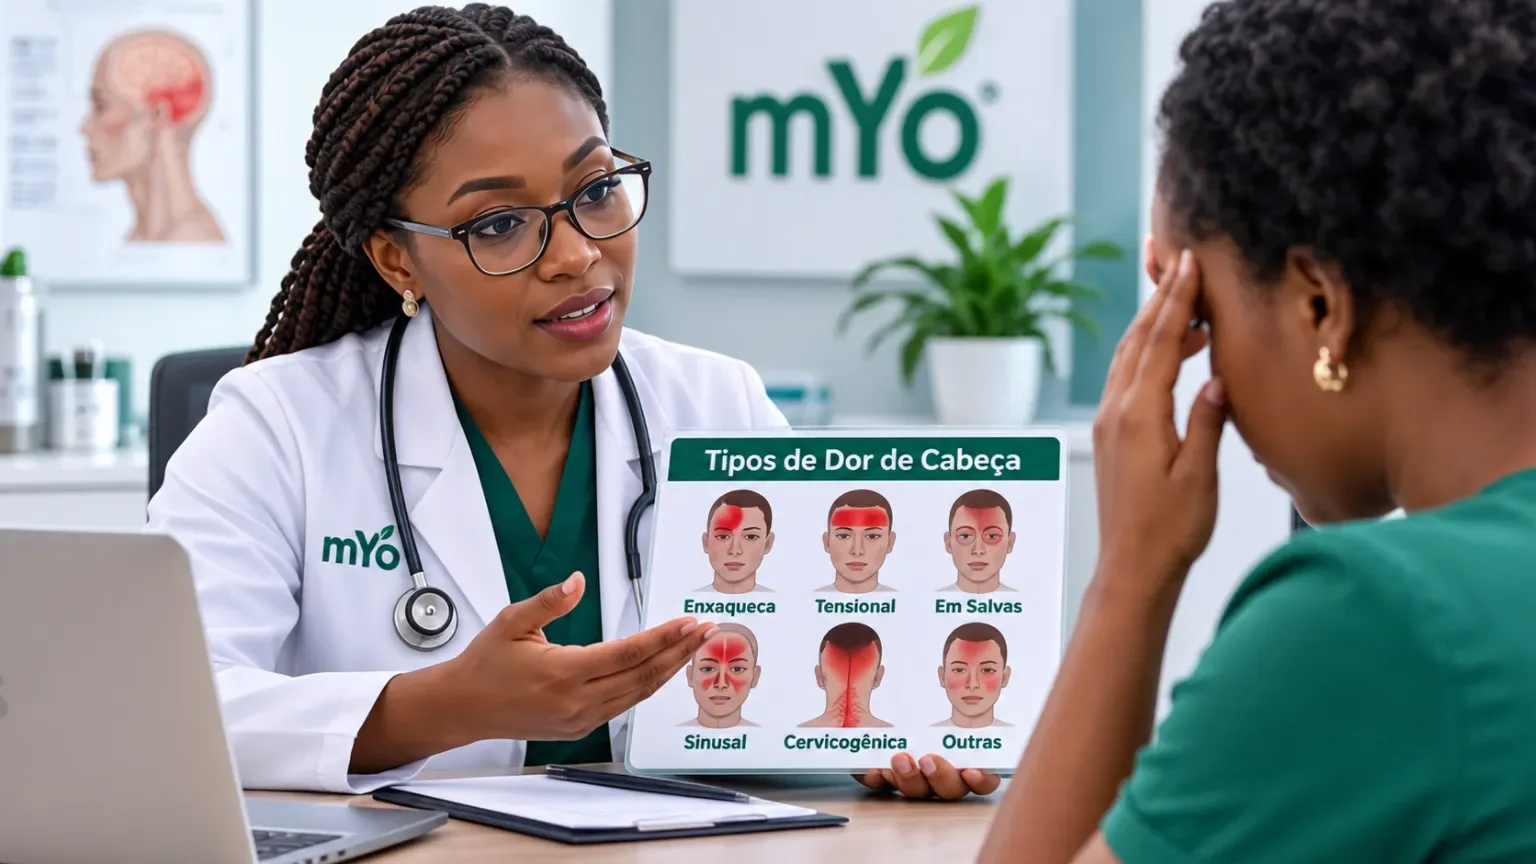 mYo
mYo
Tipos de Dor de Cabeça
Enxaqueca
Tensional
Em Salvas
Sinusal
Cervicogênica
Outras